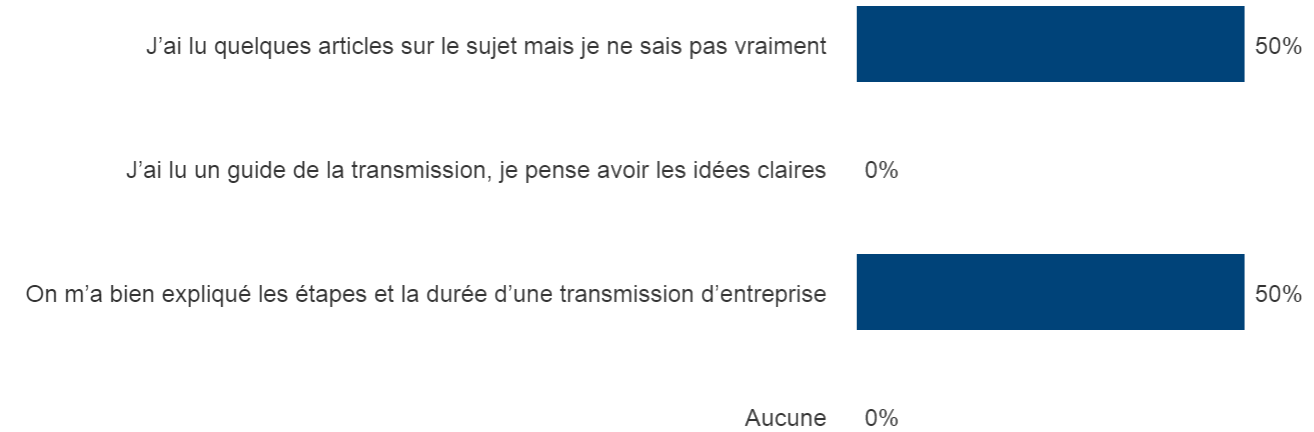 J’ai lu quelques articles sur le sujet mais je ne sais pas vraiment 50%
J’ai lu un guide de la transmission, je pense avoir les idées claires 0%
On m’a bien expliqué les étapes et la durée d’une transmission d’entreprise 50%
Aucune 0%